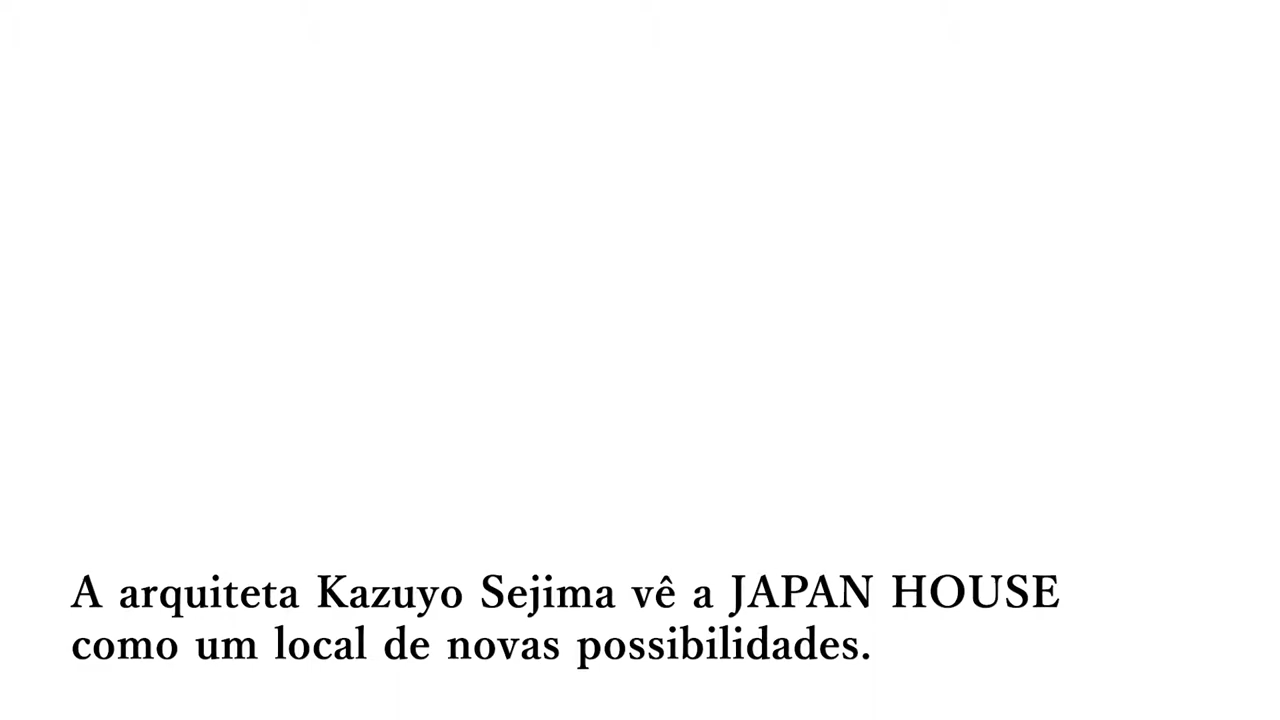 A arquiteta Kazuyo Sejima vê a JAPAN HOUSE
como um local de novas possibilidades.